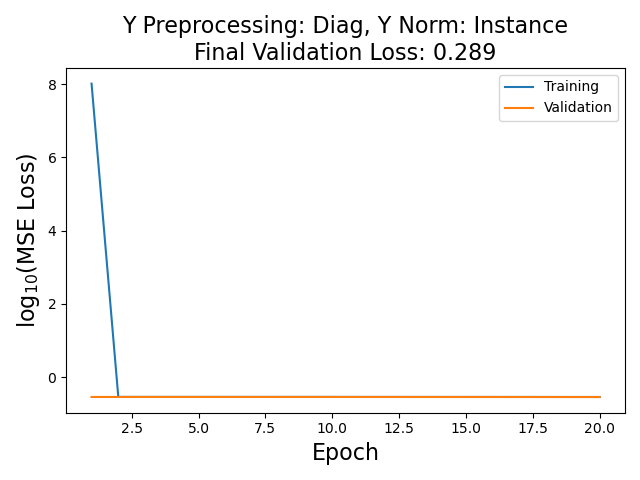 Y Preprocessing: Diag, Y Norm: Instance
Final Validation Loss: 0.289
Training
Validation
log10(MSE Loss)
8
6
4
2
0
2.5 5.0 7.5 10.0 12.5 15.0 17.5 20.0
Epoch